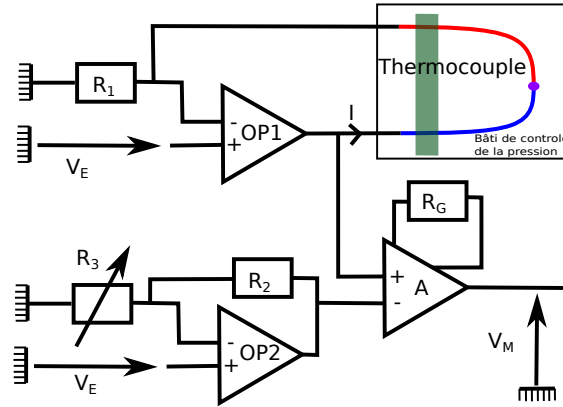 R1
Thermocouple
I
-
+
OP1
VE
Bâti de controle
de la pression
RG
R3
R2
+
-
A
-
+
OP2
VE
VM